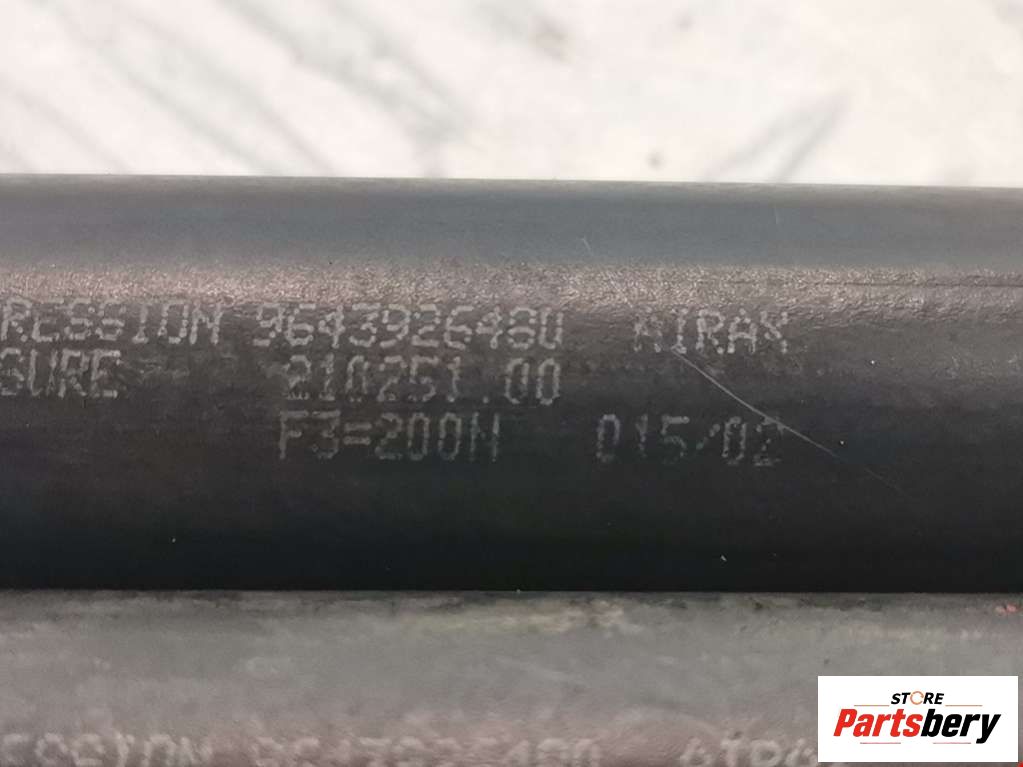 RESSION 9643926480 AIRAX
SURE 210251.00
F3=200N 015/02
STORE
Partsbery